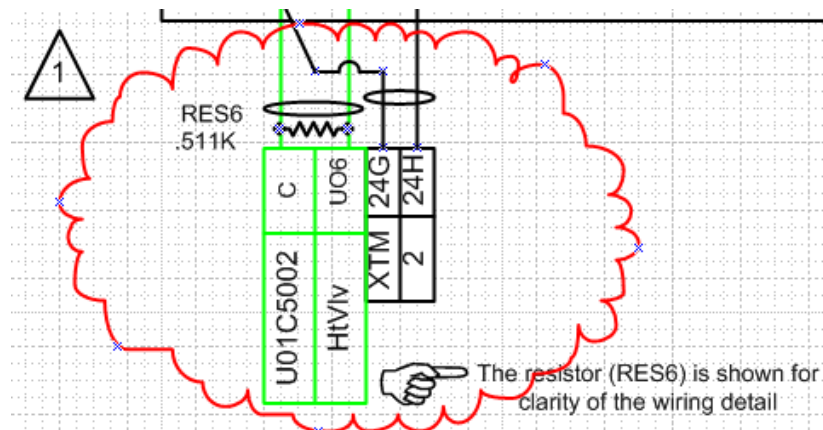 1
RES6
.511K
C
UO6
24G
24H
U01C5002
HtVlv
XTM
2
The resistor (RES6) is shown for
clarity of the wiring detail